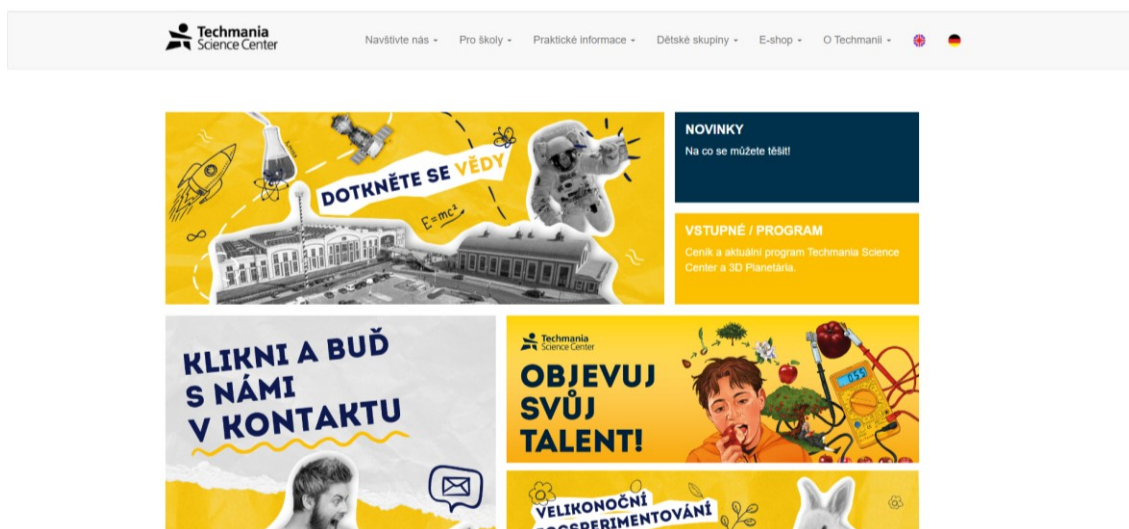 Techmania
Science Center
Navštivte nás
Pro školy
Praktické informace
Dětské skupiny
E-shop
O Techmanii
DOTKNĚTE SE VĚDY
E=mc²
NOVINKY
Na co se můžete těšit!
VSTUPNÉ / PROGRAM
Ceník a aktuální program Techmania Science
Center a 3D Planetária.
KLIKNI A BUĎ
S NÁMI
V KONTAKTU
Techmania
Science Center
OBJEVUJ
SVŮJ
TALENT!
0.55
VELIKONOČNÍ